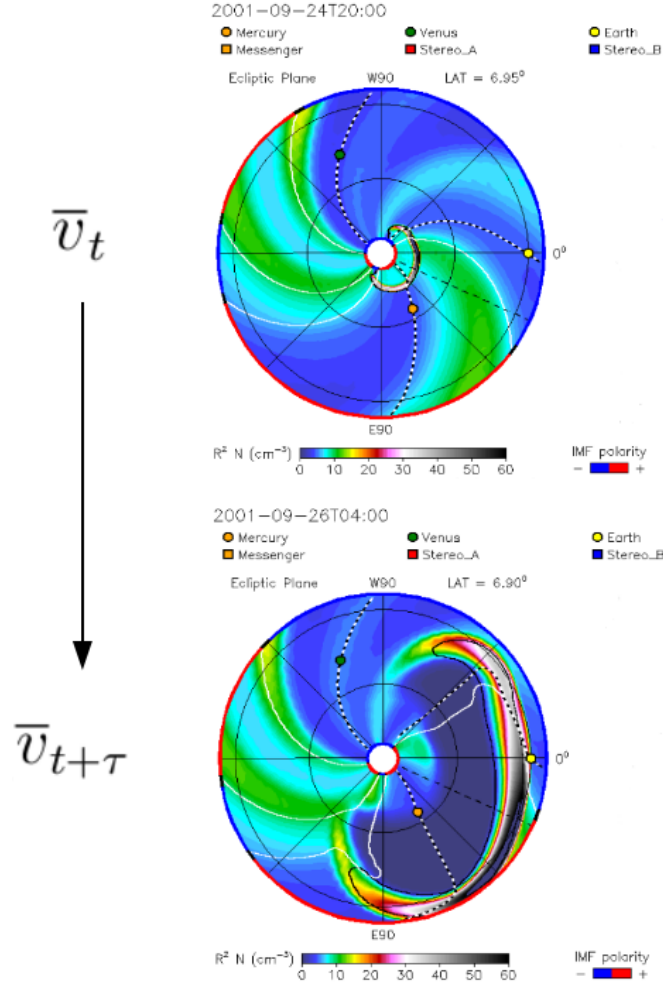 2001-09-24T20:00
Mercury Venus Earth
Messenger Stereo_A Stereo_B
Ecliptic Plane W90 LAT = 6.95°
v̅t
0°
E90
R² N (cm⁻³) 0 10 20 30 40 50 60
IMF polarity
- +
2001-09-26T04:00
Mercury Venus Earth
Messenger Stereo_A Stereo_B
Ecliptic Plane W90 LAT = 6.90°
v̅t+τ
0°
E90
R² N (cm⁻³) 0 10 20 30 40 50 60
IMF polarity
- +